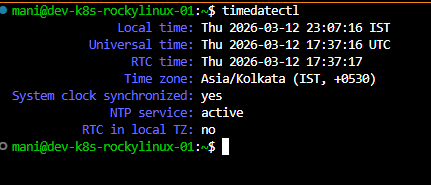 mani@dev-k8s-rockylinux-01:~$ timedatectl
Local time: Thu 2026-03-12 23:07:16 IST
Universal time: Thu 2026-03-12 17:37:16 UTC
RTC time: Thu 2026-03-12 17:37:17
Time zone: Asia/Kolkata (IST, +0530)
System clock synchronized: yes
NTP service: active
RTC in local TZ: no
mani@dev-k8s-rockylinux-01:~$